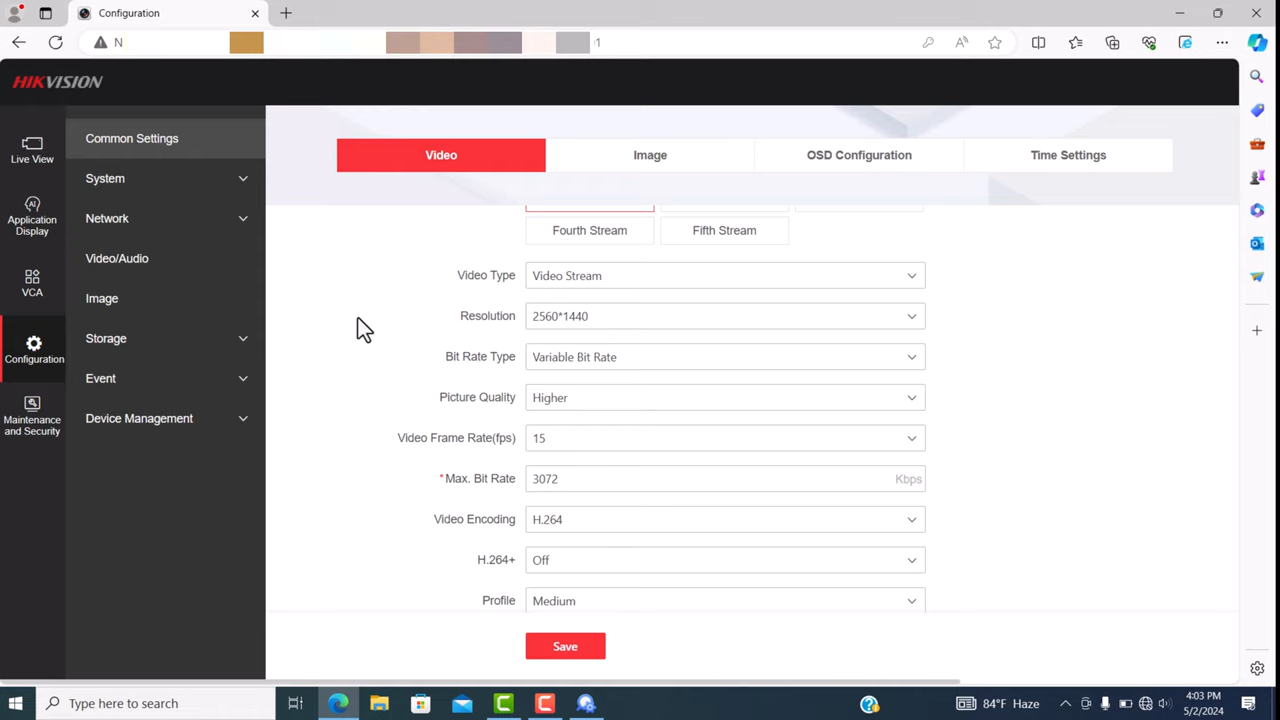 Configuration
N
1
HIKVISION
Live View
Application
Display
VCA
Configuration
Maintenance
and Security
Common Settings
System
Network
Video/Audio
Image
Storage
Event
Device Management
Video
Image
OSD Configuration
Time Settings
Fourth Stream
Fifth Stream
Video Type
Video Stream
Resolution
2560*1440
Bit Rate Type
Variable Bit Rate
Picture Quality
Higher
Video Frame Rate(fps)
15
*Max. Bit Rate
3072
Kbps
Video Encoding
H.264
H.264+
Off
Profile
Medium
Save
Type here to search
84°F Haze
4:03 PM
5/2/2024